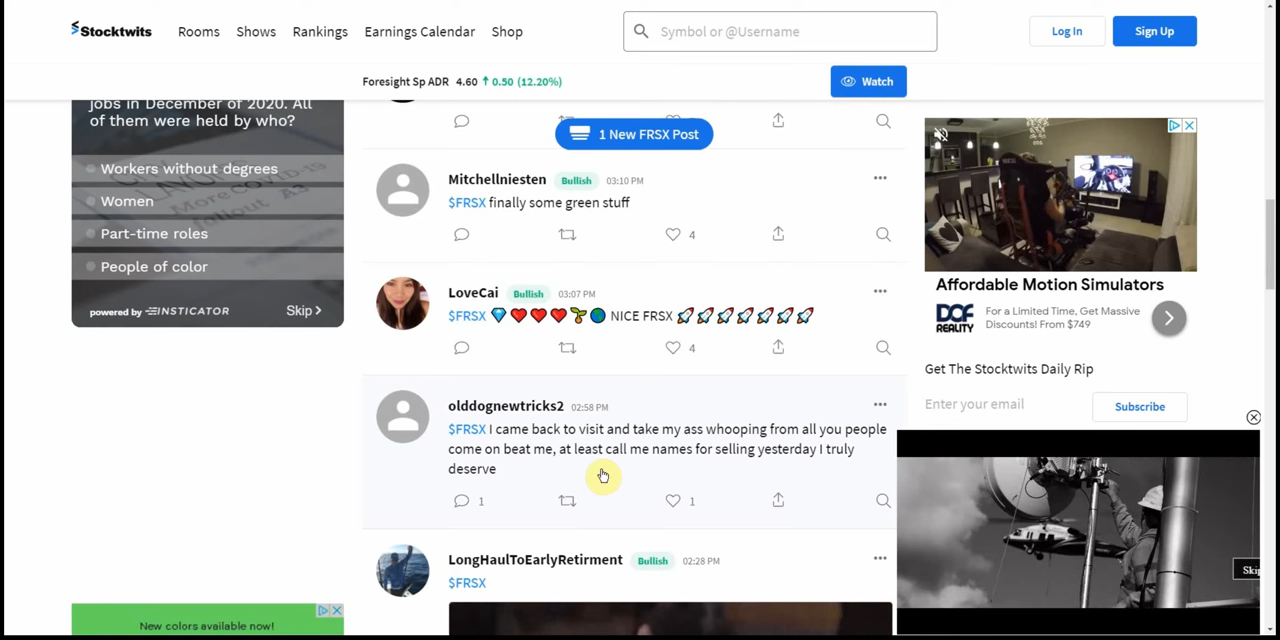 Stocktwits
Rooms
Shows
Rankings
Earnings Calendar
Shop
Symbol or @Username
Log In
Sign Up
Foresight Sp ADR 4.60 ↑ 0.50 (12.20%)
Watch
jobs in December of 2020. All
of them were held by who?
Workers without degrees
Women
Part-time roles
People of color
powered by INSTICATOR
Skip >
1 New FRSX Post
Mitchellniesten Bullish 03:10 PM
$FRSX finally some green stuff
4
LoveCai Bullish 03:07 PM
$FRSX 💎❤️❤️❤️🌱🌎 NICE FRSX 🚀🚀🚀🚀🚀🚀🚀
4
olddognewtricks2 02:58 PM
$FRSX I came back to visit and take my ass whooping from all you people
come on beat me, at least call me names for selling yesterday I truly
deserve
1
1
LongHaulToEarlyRetirment Bullish 02:28 PM
$FRSX
Affordable Motion Simulators
DOF
REALITY
For a Limited Time, Get Massive
Discounts! From $749
Get The Stocktwits Daily Rip
Enter your email
Subscribe
New colors available now!